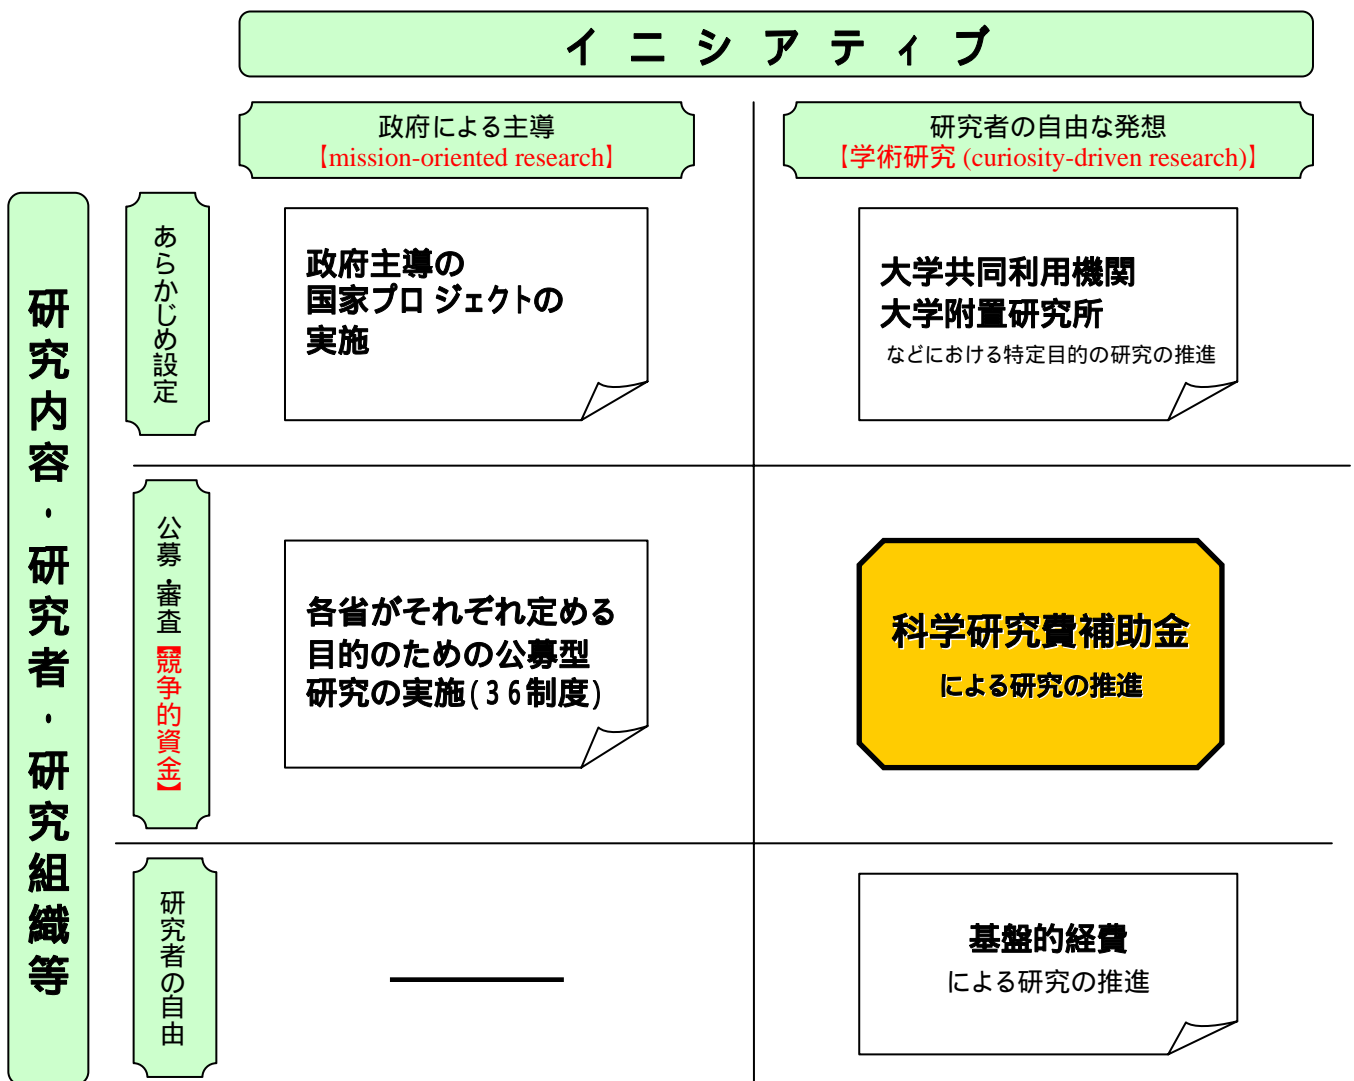 イニシアティブ
政府による主導
【mission-oriented research】
研究者の自由な発想
【学術研究 (curiosity-driven research)】
研究内容・研究者・研究組織等
あらかじめ設定
政府主導の
国家プロジェクトの
実施
大学共同利用機関
大学附置研究所
などにおける特定目的の研究の推進
公募・審査【競争的資金】
各省がそれぞれ定める
目的のための公募型
研究の実施(36制度)
科学研究費補助金
による研究の推進
研究者の自由
基盤的経費
による研究の推進